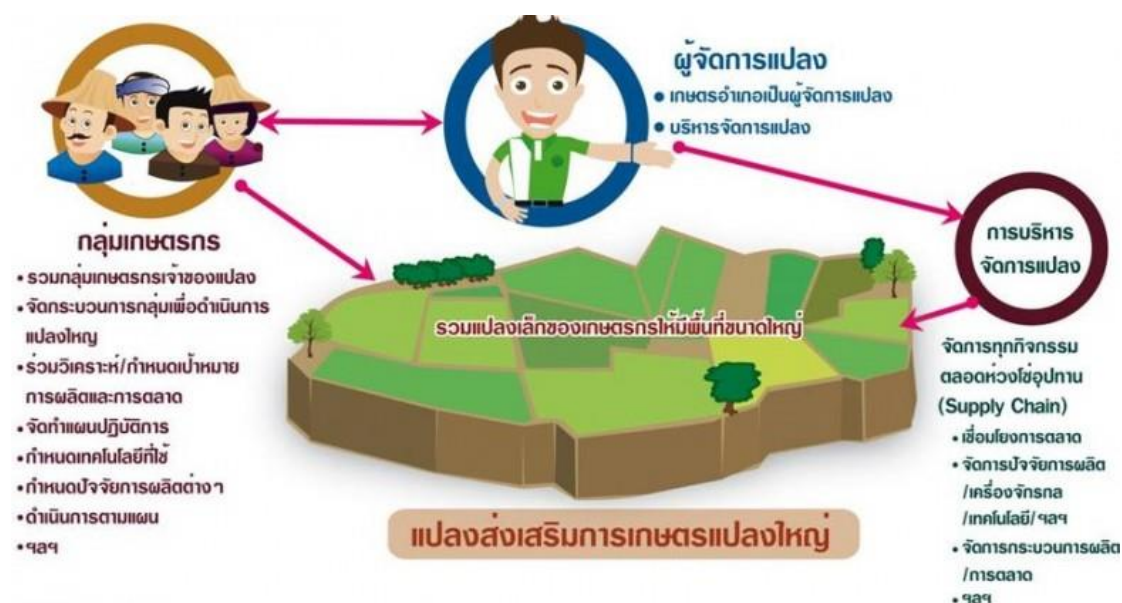 ผู้จัดการแปลง
• เกษตรอำเภอเป็นผู้จัดการแปลง
• บริหารจัดการแปลง
กลุ่มเกษตรกร
• รวมกลุ่มเกษตรกรเจ้าของแปลง
• จัดกระบวนการกลุ่มเพื่อดำเนินการ
แปลงใหญ่
• ร่วมวิเคราะห์/กำหนดเป้าหมาย
การผลิตและการตลาด
• จัดทำแผนปฏิบัติการ
• กำหนดเทคโนโลยีที่ใช้
• กำหนดปัจจัยการผลิตต่างๆ
• ดำเนินการตามแผน
• ฯลฯ
รวมแปลงเล็กของเกษตรกรให้มีพื้นที่ขนาดใหญ่
แปลงส่งเสริมการเกษตรแปลงใหญ่
การบริหาร
จัดการแปลง
จัดการทุกกิจกรรม
ตลอดห่วงโซ่อุปทาน
(Supply Chain)
• เชื่อมโยงการตลาด
• จัดการปัจจัยการผลิต
/เครื่องจักรกล
/เทคโนโลยี/ฯลฯ
• จัดการกระบวนการผลิต
/การตลาด
• ฯลฯ